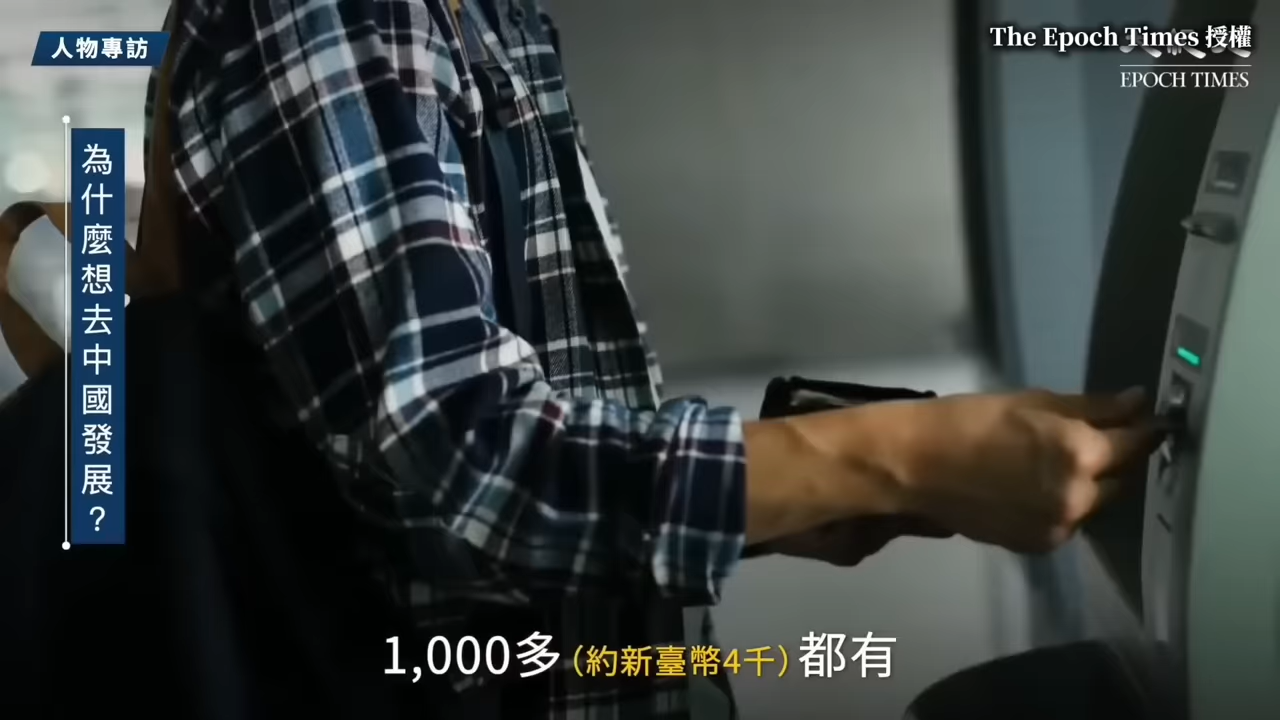 人物專訪
The Epoch Times 授權
EPOCH TIMES
為什麼想去中國發展?
1,000多(約新臺幣4千)都有